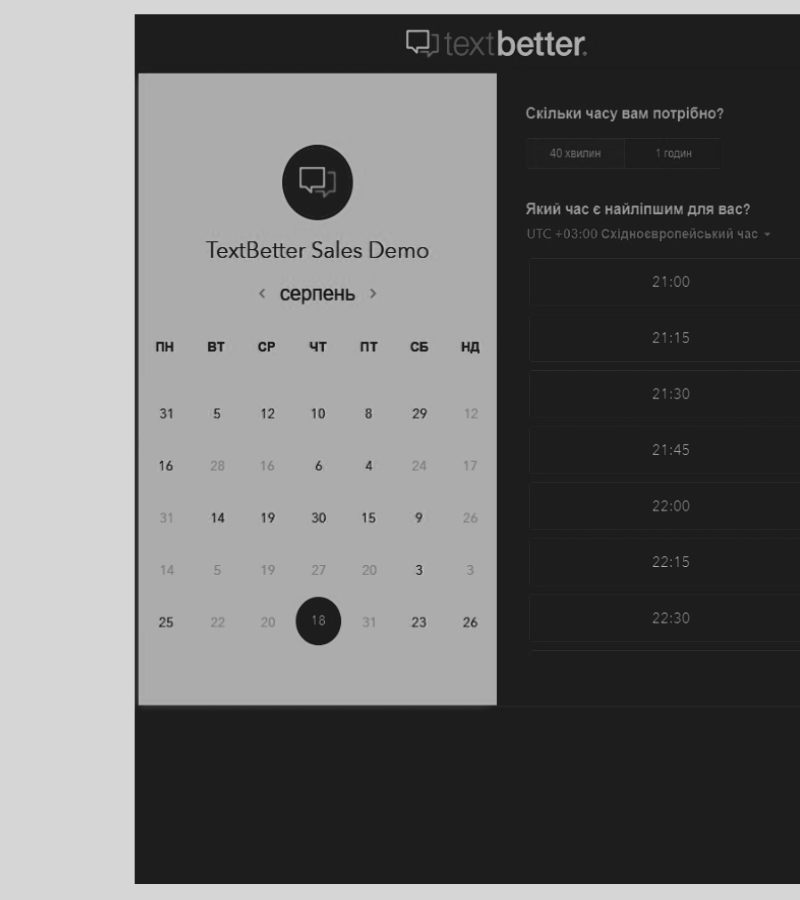 textbetter.
TextBetter Sales Demo
‹ серпень ›
ПН ВТ СР ЧТ ПТ СБ НД
31 5 12 10 8 29 12
16 28 16 6 4 24 17
31 14 19 30 15 9 26
14 5 19 27 20 3 3
25 22 20 18 31 23 26
Скільки часу вам потрібно?
40 хвилин 1 годин
Який час є найліпшим для вас?
UTC +03:00 Східноєвропейський час
21:00
21:15
21:30
21:45
22:00
22:15
22:30